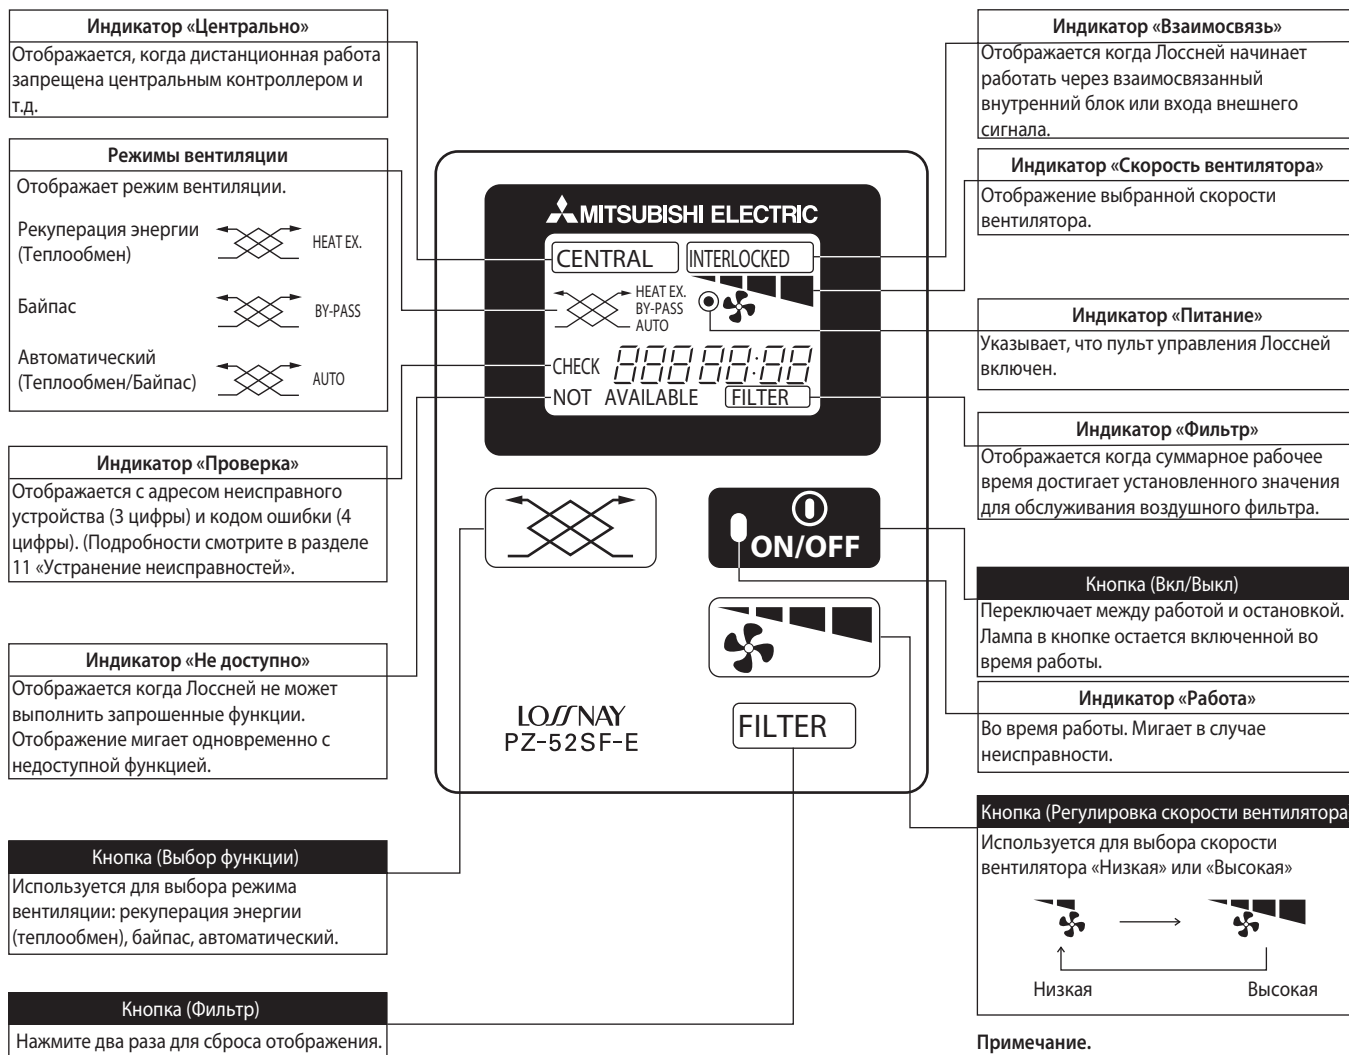 Индикатор «Центрально»
Отображается, когда дистанционная работа
запрещена центральным контроллером и
т.д.
Режимы вентиляции
Отображает режим вентиляции.
Рекуперация энергии
(Теплообмен)
HEAT EX.
Байпас
BY-PASS
Автоматический
(Теплообмен/Байпас)
AUTO
Индикатор «Проверка»
Отображается с адресом неисправного
устройства (3 цифры) и кодом ошибки (4
цифры). (Подробности смотрите в разделе
11 «Устранение неисправностей».
Индикатор «Не доступно»
Отображается когда Лоссней не может
выполнить запрошенные функции.
Отображение мигает одновременно с
недоступной функцией.
Кнопка (Выбор функции)
Используется для выбора режима
вентиляции: рекуперация энергии
(теплообмен), байпас, автоматический.
Кнопка (Фильтр)
Нажмите два раза для сброса отображения.
MITSUBISHI ELECTRIC
CENTRAL INTERLOCKED
HEAT EX.
BY-PASS
AUTO
CHECK 888 88:88
NOT AVAILABLE FILTER
ON/OFF
LOSSNAY
PZ-52SF-E
FILTER
Индикатор «Взаимосвязь»
Отображается когда Лоссней начинает
работать через взаимосвязанный
внутренний блок или входа внешнего
сигнала.
Индикатор «Скорость вентилятора»
Отображение выбранной скорости
вентилятора.
Индикатор «Питание»
Указывает, что пульт управления Лоссней
включен.
Индикатор «Фильтр»
Отображается когда суммарное рабочее
время достигает установленного значения
для обслуживания воздушного фильтра.
Кнопка (Вкл/Выкл)
Переключает между работой и остановкой.
Лампа в кнопке остается включенной во
время работы.
Индикатор «Работа»
Во время работы. Мигает в случае
неисправности.
Кнопка (Регулировка скорости вентилятора
Используется для выбора скорости
вентилятора «Низкая» или «Высокая»
Низкая Высокая
Примечание.